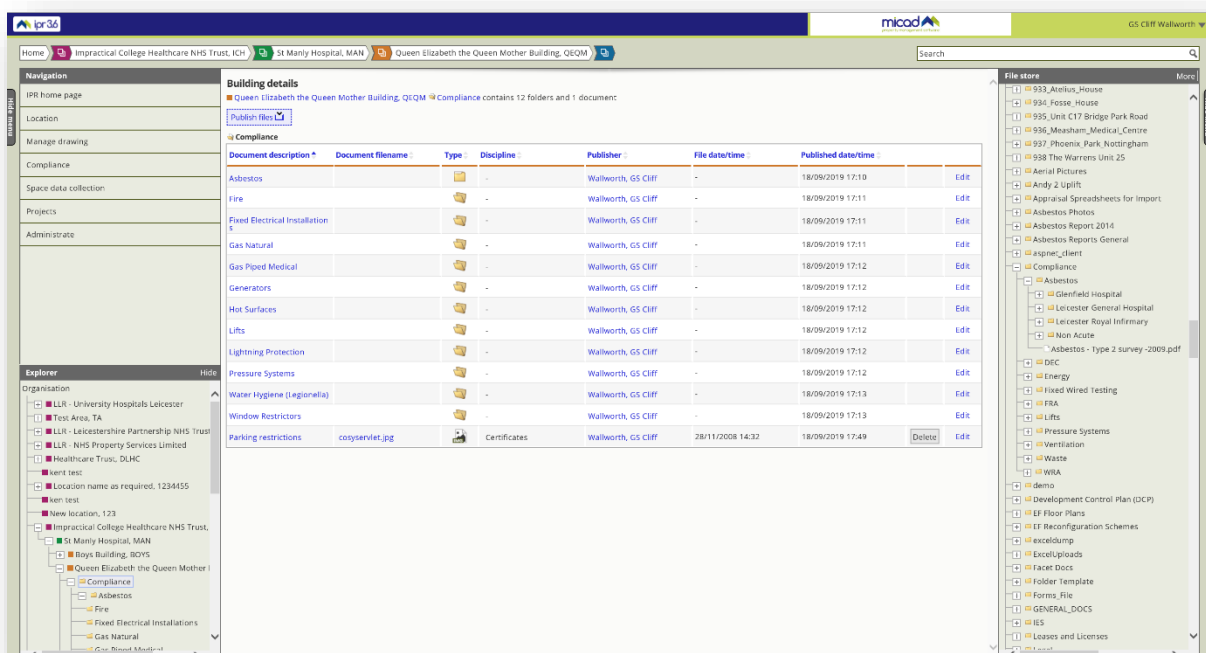 ipr 3.6
micad
GS Cliff Wallworth
Home
Impractical College Healthcare NHS Trust, ICH
St Manly Hospital, MAN
Queen Elizabeth the Queen Mother Building, QEQM
Search
Hide menu
Navigation
IPR home page
Location
Manage drawing
Compliance
Space data collection
Projects
Administrate
Explorer Hide
Organisation
LLR - University Hospitals Leicester
Test Area, TA
LLR - Leicestershire Partnership NHS Trust
LLR - NHS Property Services Limited
Healthcare Trust, DLHC
kent test
Location name as required, 1234455
ken test
New location, 123
Impractical College Healthcare NHS Trust,
St Manly Hospital, MAN
Boys Building, BOYS
Queen Elizabeth the Queen Mother
Compliance
Asbestos
Fire
Fixed Electrical Installations
Gas Natural
Gas Piped Medical
Building details
Queen Elizabeth the Queen Mother Building, QEQM Compliance contains 12 folders and 1 document
Publish files
Compliance
Document description Document filename Type Discipline Publisher File date/time Published date/time
Asbestos - Wallworth, GS Cliff - 18/09/2019 17:10 Edit
Fire - Wallworth, GS Cliff - 18/09/2019 17:11 Edit
Fixed Electrical Installation
s - Wallworth, GS Cliff - 18/09/2019 17:11 Edit
Gas Natural - Wallworth, GS Cliff - 18/09/2019 17:11 Edit
Gas Piped Medical - Wallworth, GS Cliff - 18/09/2019 17:12 Edit
Generators - Wallworth, GS Cliff - 18/09/2019 17:12 Edit
Hot Surfaces - Wallworth, GS Cliff - 18/09/2019 17:12 Edit
Lifts - Wallworth, GS Cliff - 18/09/2019 17:12 Edit
Lightning Protection - Wallworth, GS Cliff - 18/09/2019 17:12 Edit
Pressure Systems - Wallworth, GS Cliff - 18/09/2019 17:12 Edit
Water Hygiene (Legionella) - Wallworth, GS Cliff - 18/09/2019 17:13 Edit
Window Restrictors - Wallworth, GS Cliff - 18/09/2019 17:13 Edit
Parking restrictions cosyservlet.jpg Certificates Wallworth, GS Cliff 28/11/2008 14:32 18/09/2019 17:49 Delete Edit
File store More
933_Atelius_House
934_Fosse_House
935_Unit C17 Bridge Park Road
936_Measham_Medical_Centre
937_Phoenix_Park_Nottingham
938 The Warrens Unit 25
Aerial Pictures
Andy 2 Uplift
Appraisal Spreadsheets for Import
Asbestos Photos
Asbestos Report 2014
Asbestos Reports General
aspnet_client
Compliance
Asbestos
Glenfield Hospital
Leicester General Hospital
Leicester Royal Infirmary
Non Acute
Asbestos - Type 2 survey -2009.pdf
DEC
Energy
Fixed Wired Testing
FRA
Lifts
Pressure Systems
Ventilation
Waste
WRA
demo
Development Control Plan (DCP)
EF Floor Plans
EF Reconfiguration Schemes
exceldump
ExcelUploads
Facet Docs
Folder Template
Forms_File
GENERAL_DOCS
IES
Leases and Licenses